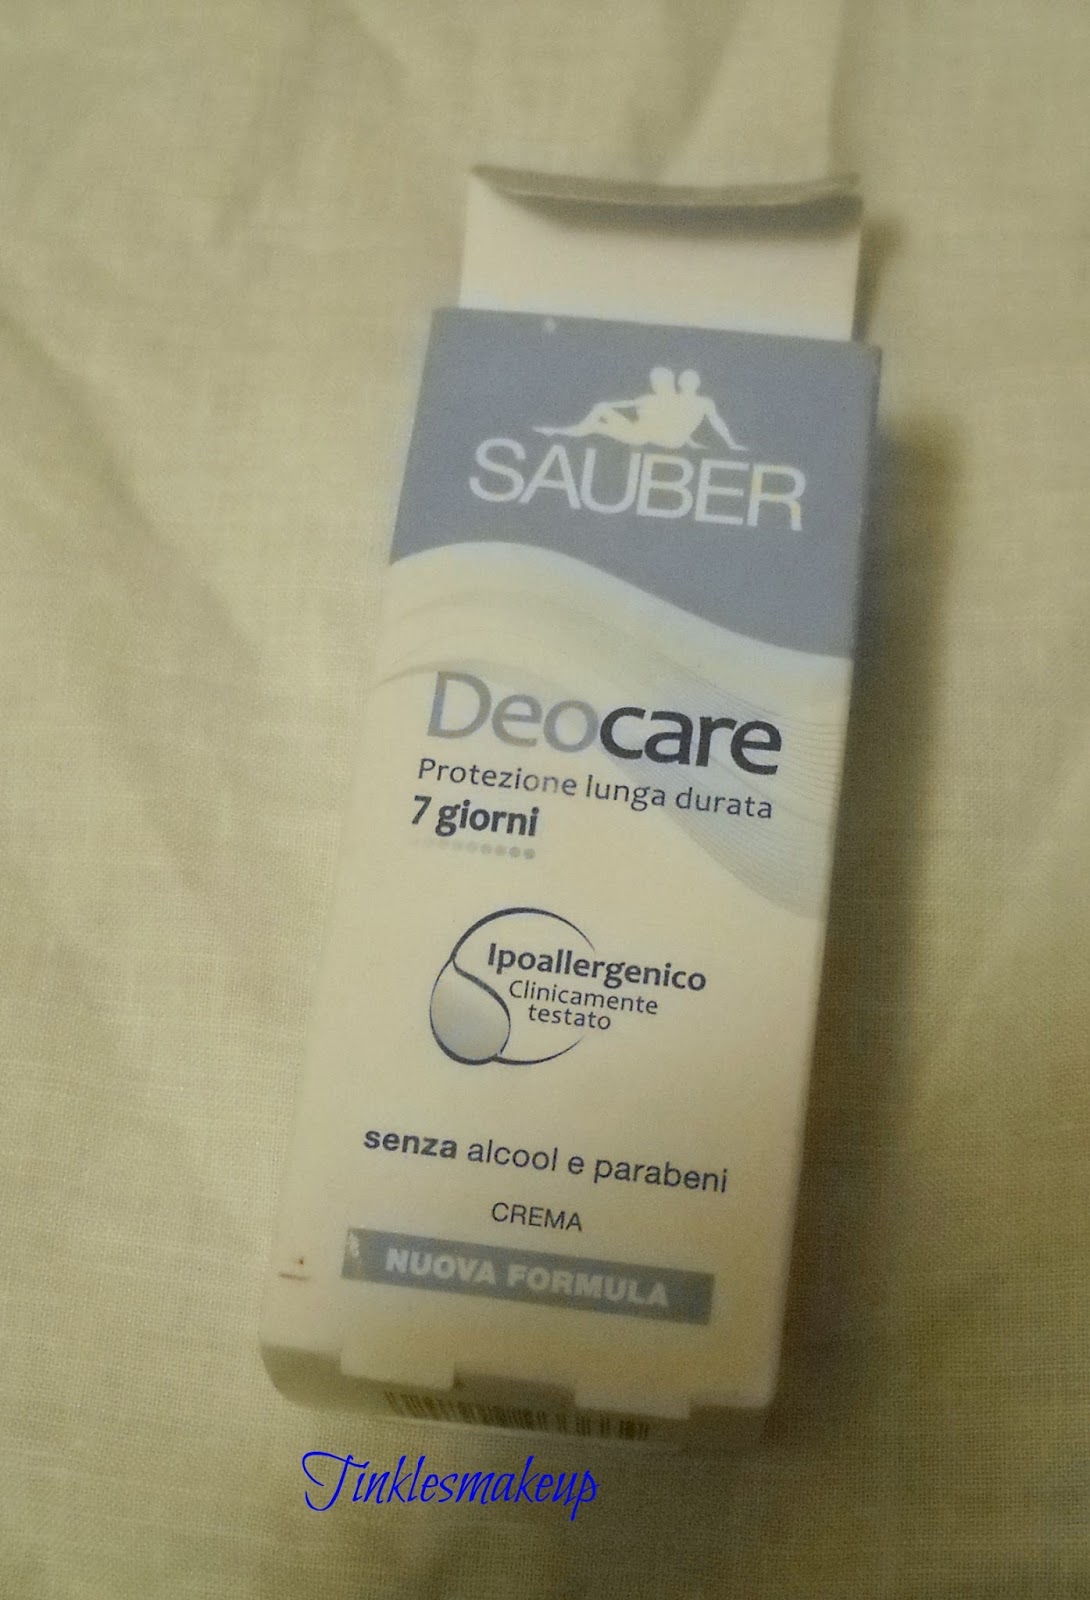 SAUBER
Deocare
Protezione lunga durata
7 giorni
Ipoallergenico
Clinicamente
testato
senza alcool e parabeni
CREMA
NUOVA FORMULA
Tinklesmakeup